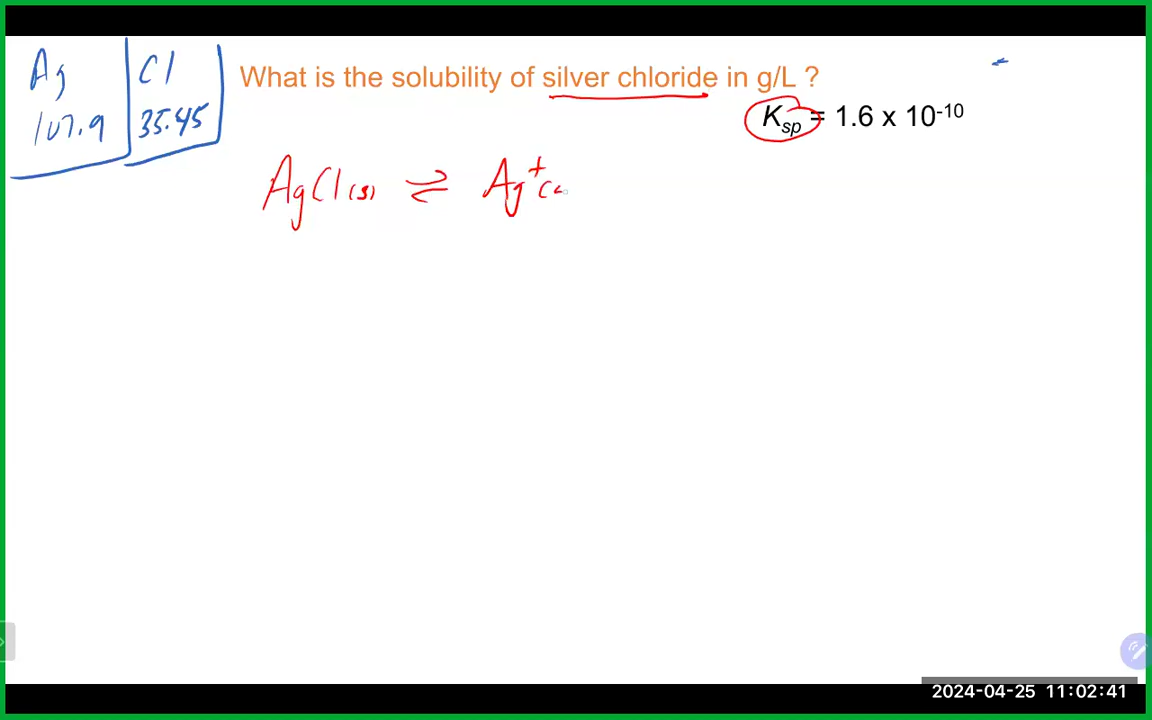 Ag Cl
107.9 35.45
What is the solubility of silver chloride in g/L ?
Ksp = 1.6 x 10-10
AgCl(s) ⇌ Ag+
2024-04-25 11:02:41